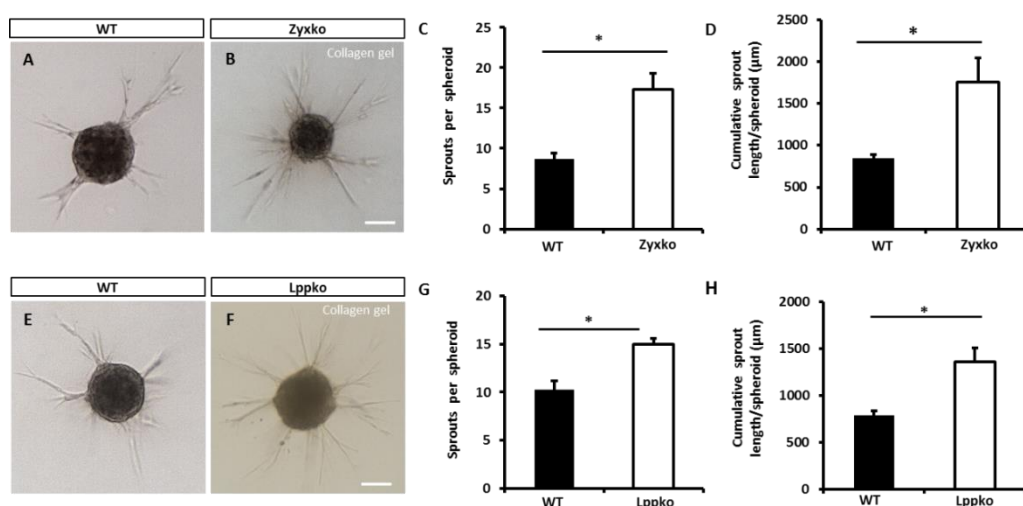 WT
Zyxko
A
B
Collagen gel
C
25
20
15
10
5
0
Sprouts per spheroid
*
WT
Zyxko
D
2500
2000
1500
1000
500
0
Cumulative sprout
length/spheroid (µm)
*
WT
Zyxko
WT
Lppko
E
F
Collagen gel
G
20
15
10
5
0
Sprouts per spheroid
*
WT
Lppko
H
2000
1500
1000
500
0
Cumulative sprout
length/spheroid (µm)
*
WT
Lppko